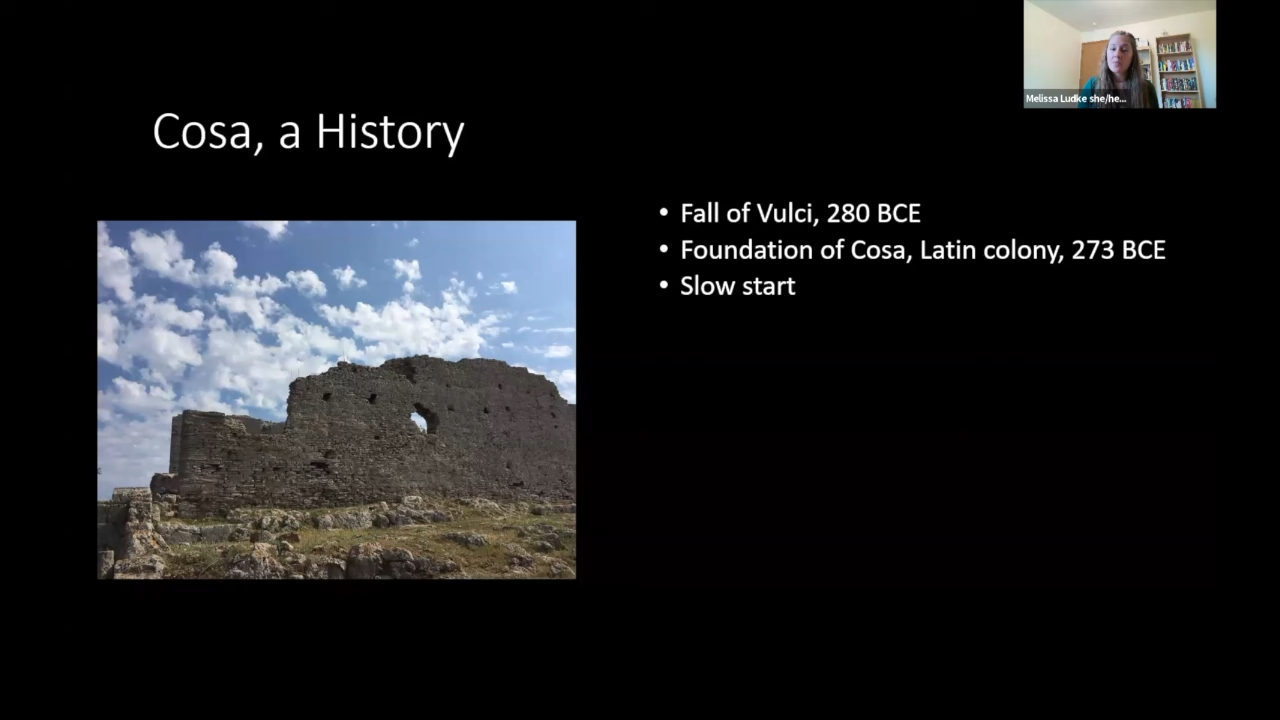 Melissa Ludke she/he...
Cosa, a History
• Fall of Vulci, 280 BCE
• Foundation of Cosa, Latin colony, 273 BCE
• Slow start